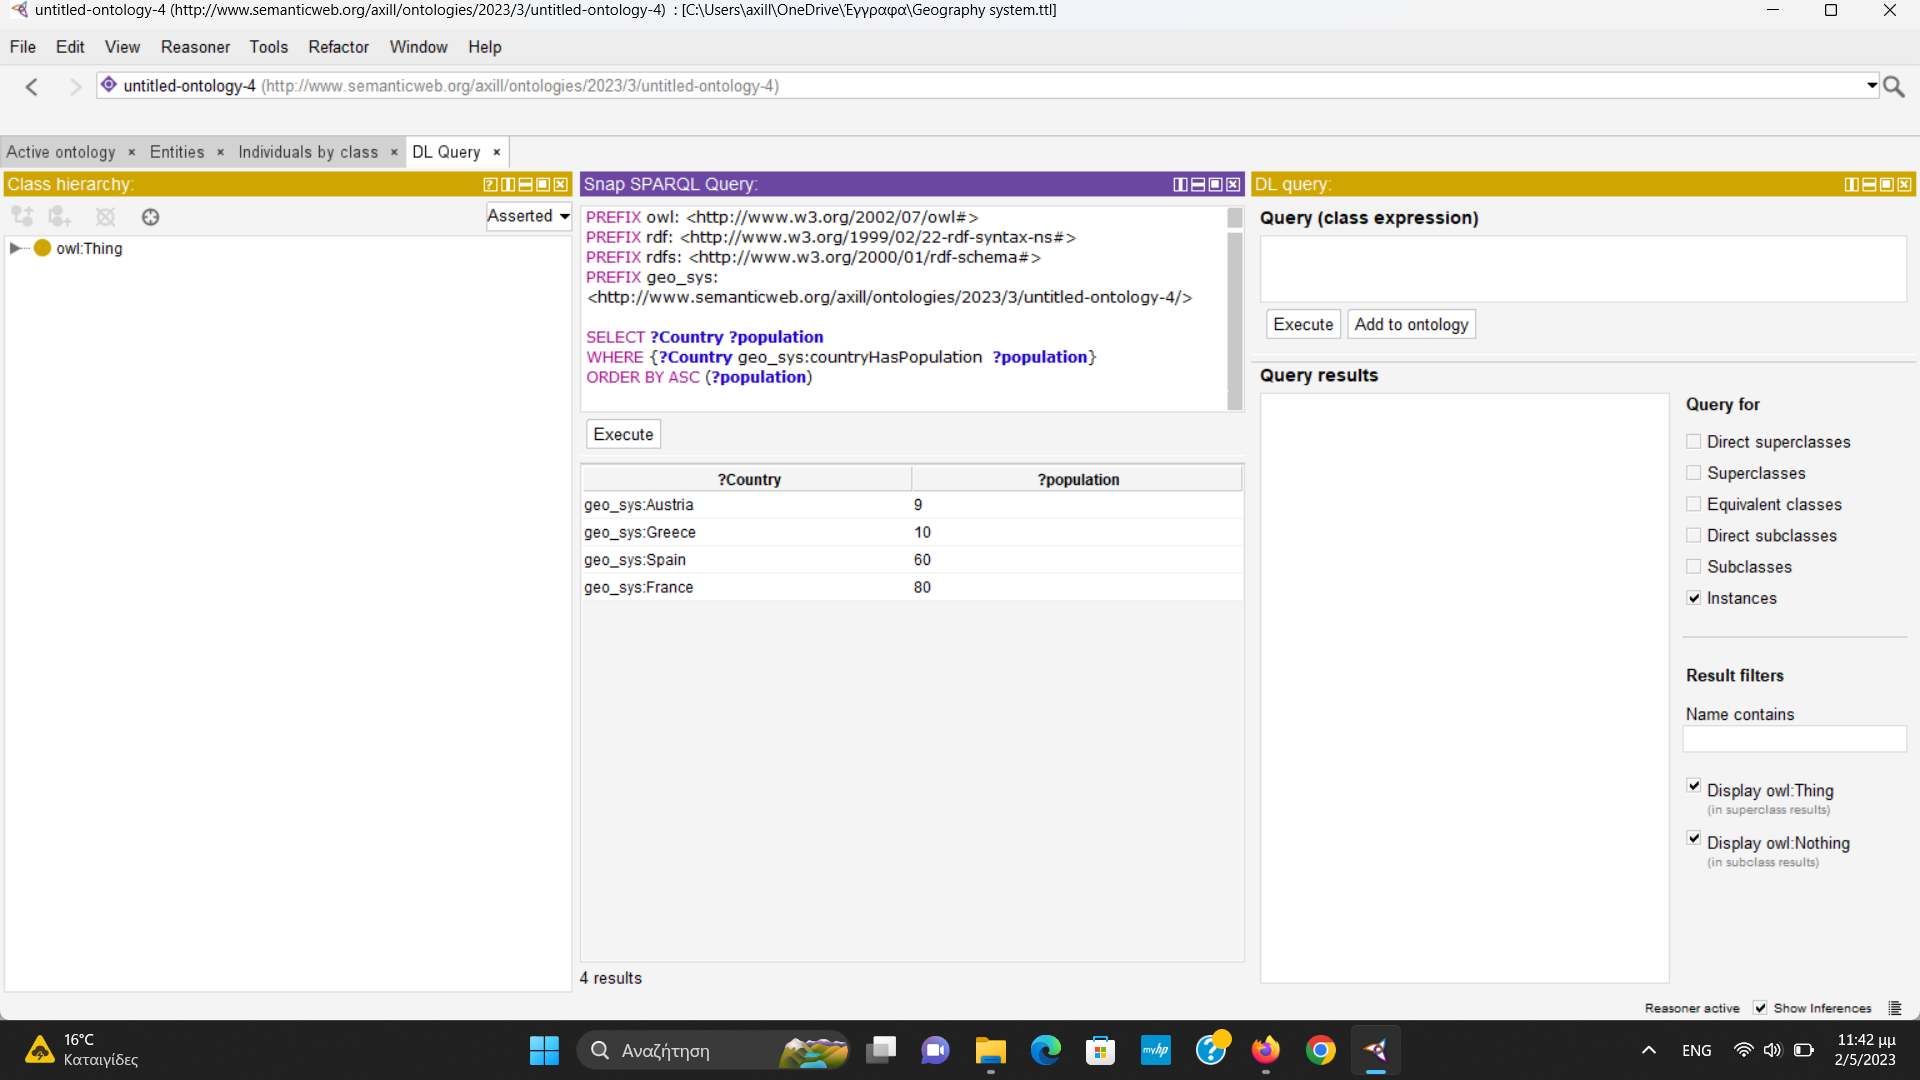 untitled-ontology-4 (http://www.semanticweb.org/axill/ontologies/2023/3/untitled-ontology-4)  : [C:\Users\axill\OneDrive\Έγγραφα\Geography system.ttl]
File Edit View Reasoner Tools Refactor Window Help
untitled-ontology-4 (http://www.semanticweb.org/axill/ontologies/2023/3/untitled-ontology-4)
Active ontology × Entities × Individuals by class × DL Query ×
Class hierarchy:
Asserted
owl:Thing
Snap SPARQL Query:
PREFIX owl: <http://www.w3.org/2002/07/owl#>
PREFIX rdf: <http://www.w3.org/1999/02/22-rdf-syntax-ns#>
PREFIX rdfs: <http://www.w3.org/2000/01/rdf-schema#>
PREFIX geo_sys:
<http://www.semanticweb.org/axill/ontologies/2023/3/untitled-ontology-4/>
SELECT ?Country ?population
WHERE {?Country geo_sys:countryHasPopulation  ?population}
ORDER BY ASC (?population)
Execute
?Country ?population
geo_sys:Austria 9
geo_sys:Greece 10
geo_sys:Spain 60
geo_sys:France 80
4 results
DL query:
Query (class expression)
Execute Add to ontology
Query results
Query for
Direct superclasses
Superclasses
Equivalent classes
Direct subclasses
Subclasses
Instances
Result filters
Name contains
Display owl:Thing
(in superclass results)
Display owl:Nothing
(in subclass results)
Reasoner active Show Inferences
16°C
Καταιγίδες
Αναζήτηση
myhp
ENG
11:42 μμ
2/5/2023